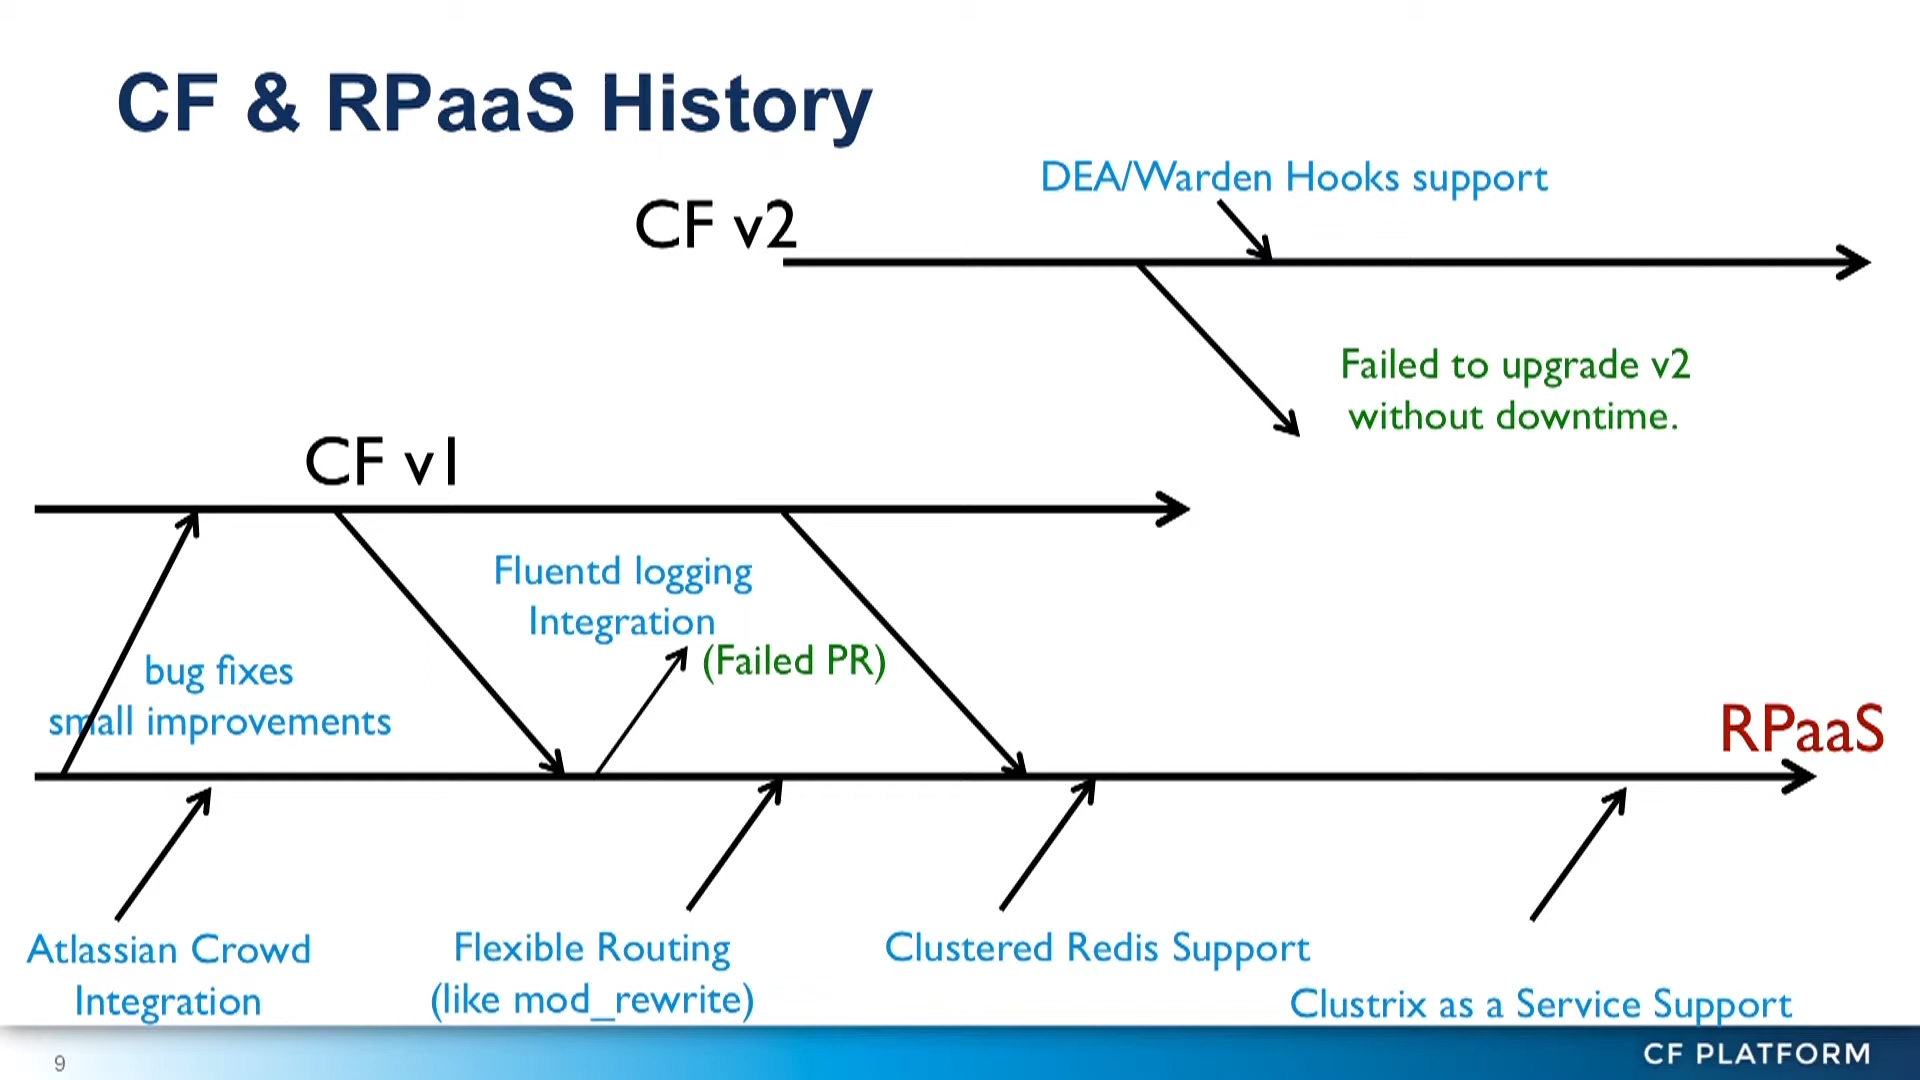 CF & RPaaS History
DEA/Warden Hooks support
CF v2
Failed to upgrade v2
without downtime.
CF v1
Fluentd logging
Integration
(Failed PR)
bug fixes
small improvements
RPaaS
Atlassian Crowd
Integration
Flexible Routing
(like mod_rewrite)
Clustered Redis Support
Clustrix as a Service Support
9
CF PLATFORM